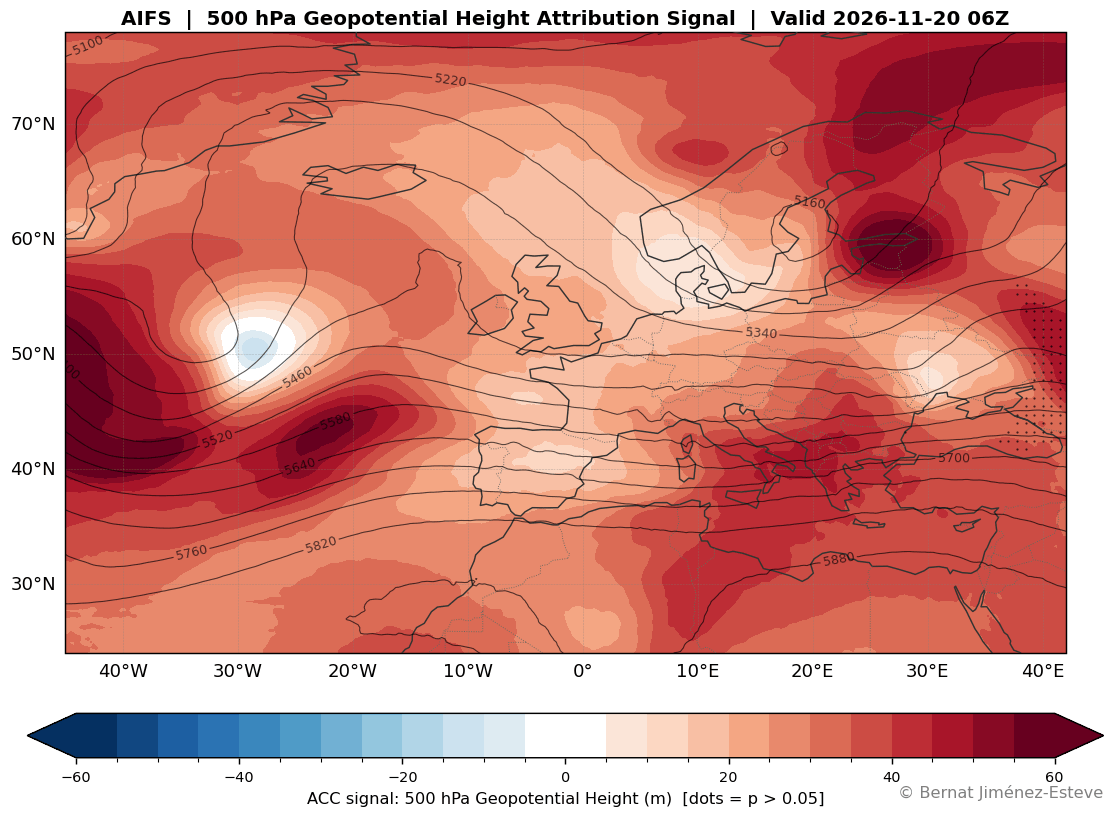 AIFS | 500 hPa Geopotential Height Attribution Signal | Valid 2026-11-20 06Z
5100
5220
70°N
5160
60°N
5340
50°N
5460
5580
5520
5640
5700
40°N
5760
5820
5880
30°N
40°W 30°W 20°W 10°W 0° 10°E 20°E 30°E 40°E
−60 −40 −20 0 20 40 60
ACC signal: 500 hPa Geopotential Height (m) [dots = p > 0.05]
© Bernat Jiménez-Esteve